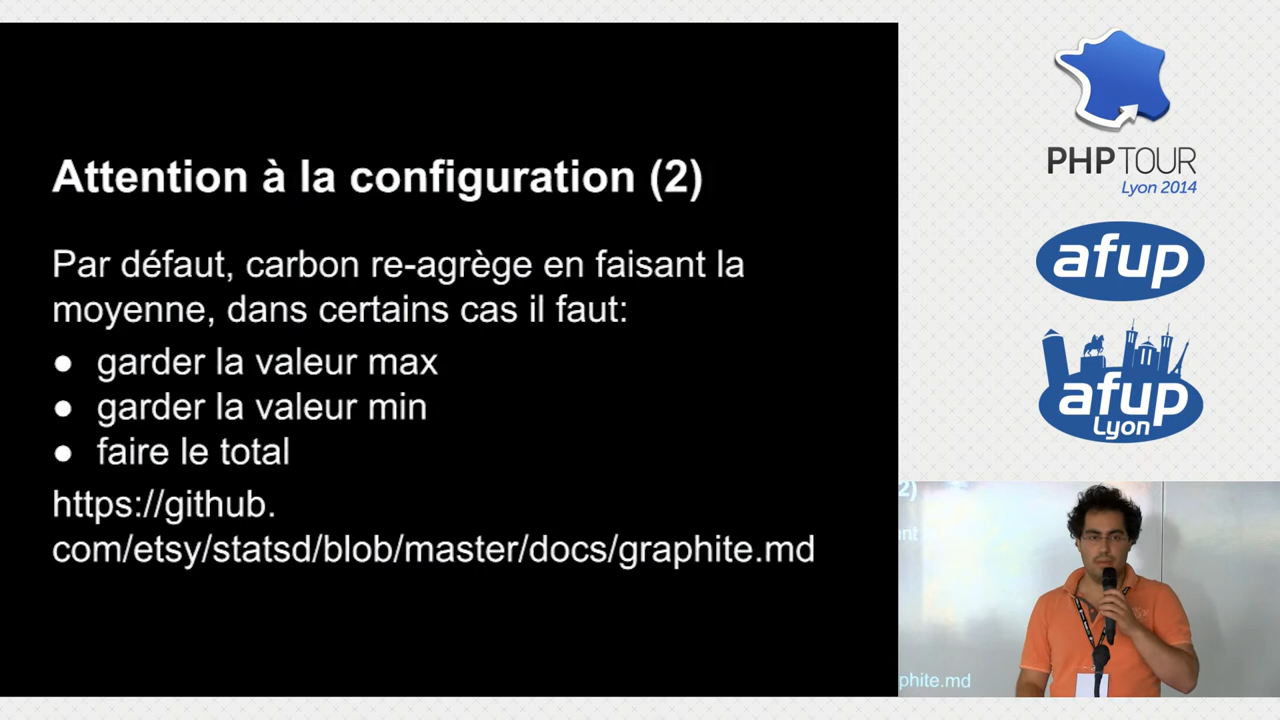 Attention à la configuration (2)
Par défaut, carbon re-agrège en faisant la
moyenne, dans certains cas il faut:
● garder la valeur max
● garder la valeur min
● faire le total
https://github.
com/etsy/statsd/blob/master/docs/graphite.md
PHP TOUR
Lyon 2014
afup
afup
Lyon
2)
nt
phite.md